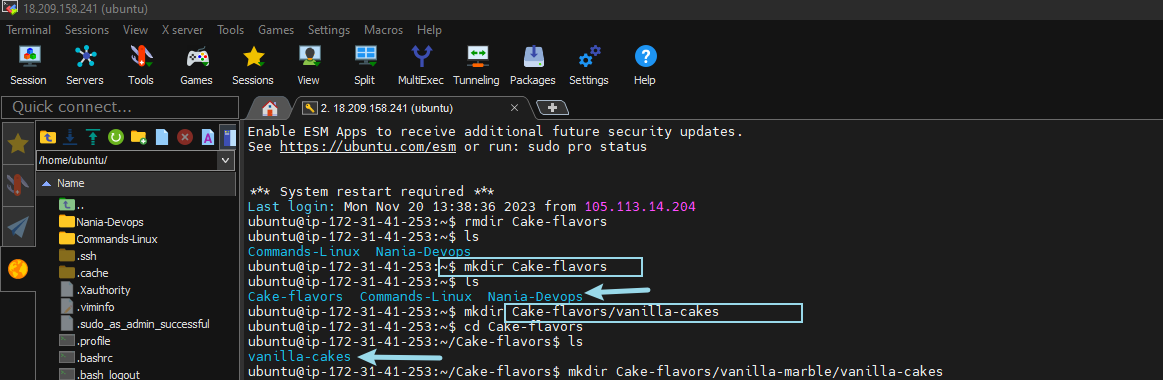 18.209.158.241 (ubuntu)
Terminal Sessions View X server Tools Games Settings Macros Help
Session Servers Tools Games Sessions View Split MultiExec Tunneling Packages Settings Help
Quick connect...
2. 18.209.158.241 (ubuntu)
/home/ubuntu/
Name
..
Nania-Devops
Commands-Linux
.ssh
.cache
.Xauthority
.viminfo
.sudo_as_admin_successful
.profile
.bashrc
.bash_logout
Enable ESM Apps to receive additional future security updates.
See https://ubuntu.com/esm or run: sudo pro status
*** System restart required ***
Last login: Mon Nov 20 13:38:36 2023 from 105.113.14.204
ubuntu@ip-172-31-41-253:~$ rmdir Cake-flavors
ubuntu@ip-172-31-41-253:~$ ls
Commands-Linux Nania-Devops
ubuntu@ip-172-31-41-253:~$ mkdir Cake-flavors
ubuntu@ip-172-31-41-253:~$ ls
Cake-flavors Commands-Linux Nania-Devops
ubuntu@ip-172-31-41-253:~$ mkdir Cake-flavors/vanilla-cakes
ubuntu@ip-172-31-41-253:~$ cd Cake-flavors
ubuntu@ip-172-31-41-253:~/Cake-flavors$ ls
vanilla-cakes
ubuntu@ip-172-31-41-253:~/Cake-flavors$ mkdir Cake-flavors/vanilla-marble/vanilla-cakes